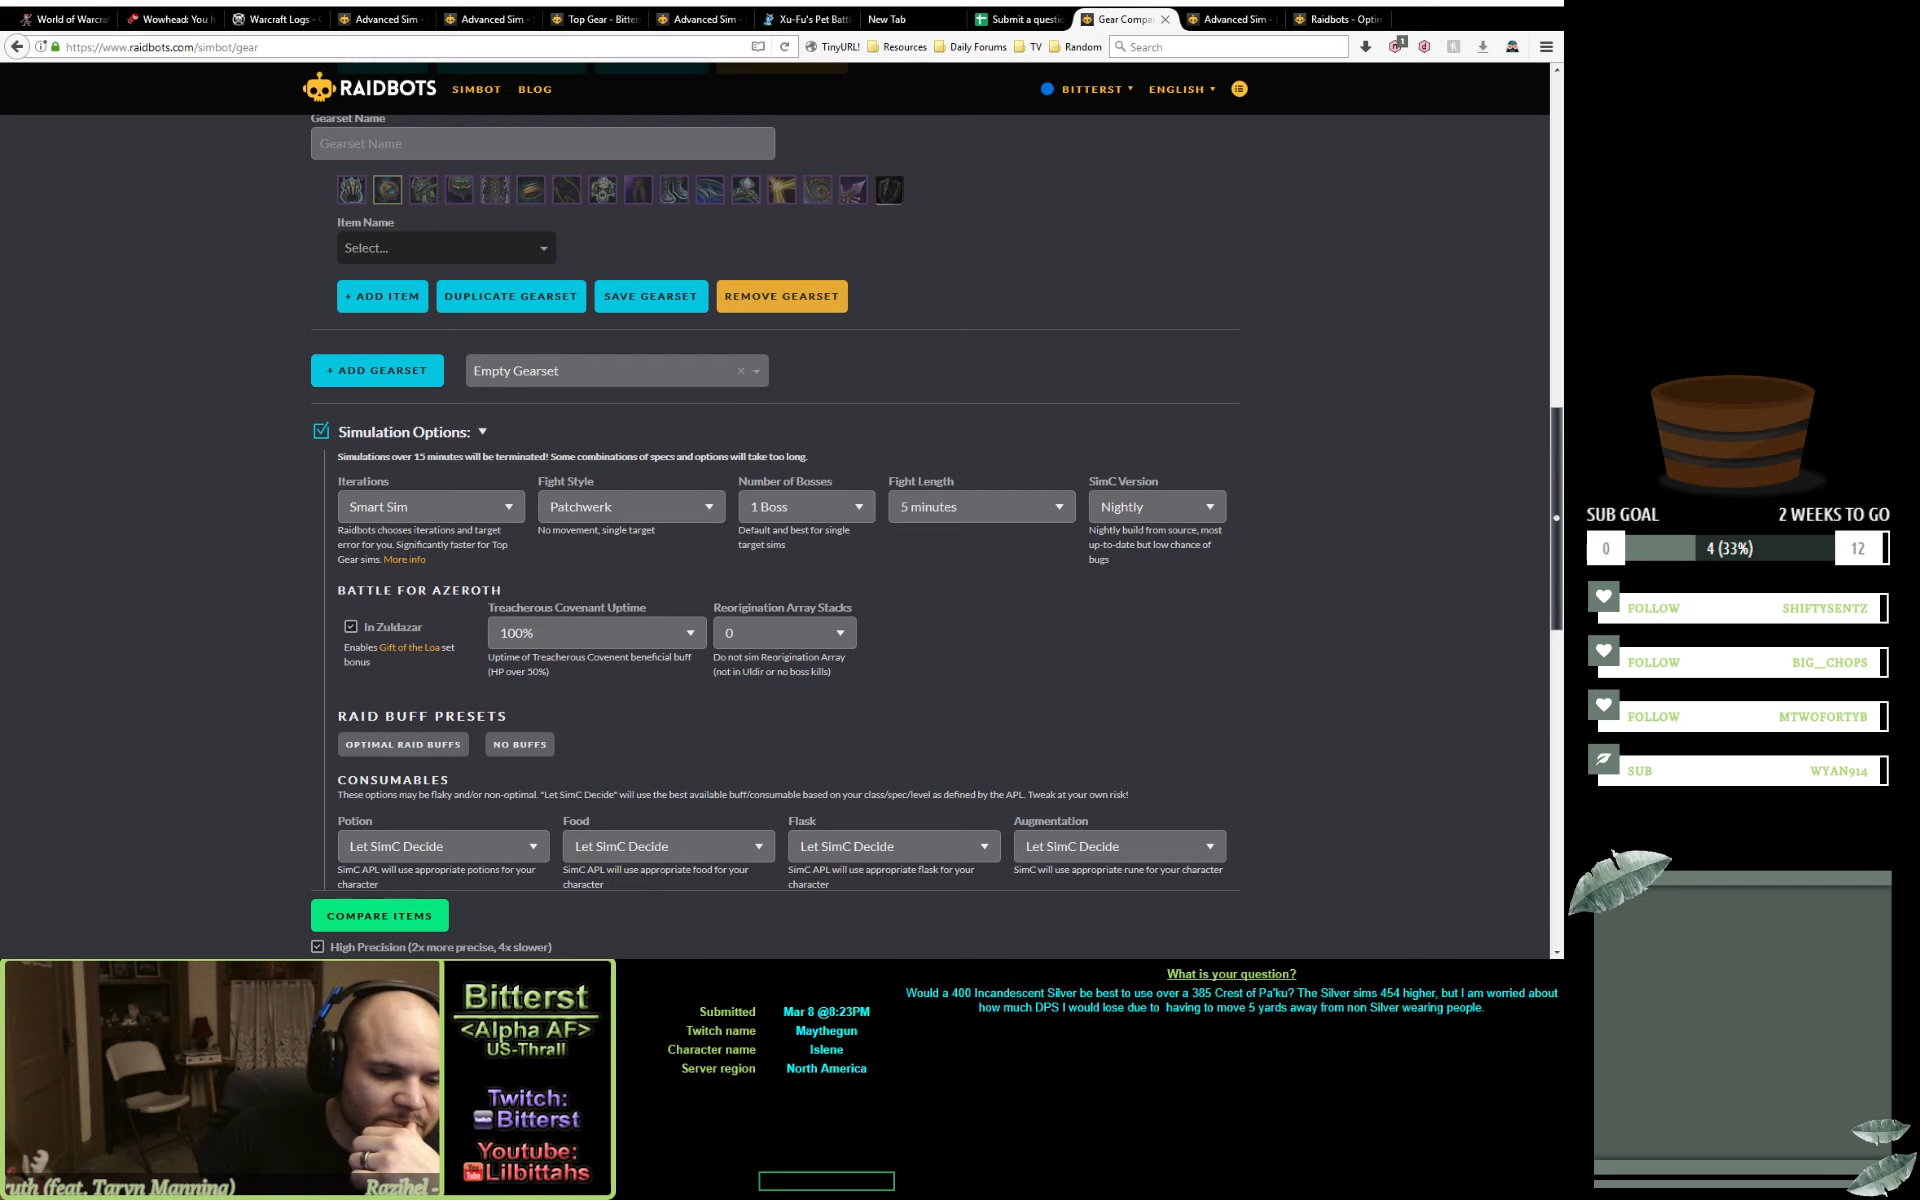 World of Warcra
Wowhead: You h
Warcraft Logs -
Advanced Sim -
Advanced Sim -
Top Gear - Bitter
Advanced Sim -
Xu-Fu's Pet Batt
New Tab
Submit a questio
Gear Compa
Advanced Sim -
Raidbots - Optim
https://www.raidbots.com/simbot/gear
TinyURL!
Resources
Daily Forums
TV
Random
Search
1
RAIDBOTS
SIMBOT
BLOG
BITTERST
ENGLISH
Gearset Name
Gearset Name
Item Name
Select...
+ ADD ITEM
DUPLICATE GEARSET
SAVE GEARSET
REMOVE GEARSET
+ ADD GEARSET
Empty Gearset
Simulation Options:
Simulations over 15 minutes will be terminated! Some combinations of specs and options will take too long.
Iterations
Fight Style
Number of Bosses
Fight Length
SimC Version
Smart Sim
Patchwerk
1 Boss
5 minutes
Nightly
Raidbots chooses iterations and target
error for you. Significantly faster for Top
Gear sims. More info
No movement, single target
Default and best for single
target sims
Nightly build from source, most
up-to-date but low chance of
bugs
BATTLE FOR AZEROTH
In Zuldazar
Enables Gift of the Loa set
bonus
Treacherous Covenant Uptime
100%
Uptime of Treacherous Covenent beneficial buff
(HP over 50%)
Reorigination Array Stacks
0
Do not sim Reorigination Array
(not in Uldir or no boss kills)
RAID BUFF PRESETS
OPTIMAL RAID BUFFS
NO BUFFS
CONSUMABLES
These options may be flaky and/or non-optimal. "Let SimC Decide" will use the best available buff/consumable based on your class/spec/level as defined by the APL. Tweak at your own risk!
Potion
Food
Flask
Augmentation
Let SimC Decide
Let SimC Decide
Let SimC Decide
Let SimC Decide
SimC APL will use appropriate potions for your
character
SimC APL will use appropriate food for your
character
SimC APL will use appropriate flask for your
character
SimC will use appropriate rune for your character
COMPARE ITEMS
High Precision (2x more precise, 4x slower)
SUB GOAL
2 WEEKS TO GO
0
4 (33%)
12
FOLLOW
SHIFTYSENTZ
FOLLOW
BIG__CHOPS
FOLLOW
MTWOFORTYB
SUB
WYAN914
Bitterst
<Alpha AF>
US-Thrall
Twitch:
Bitterst
Youtube:
Lilbittahs
ruth (feat. Taryn Manning)
Razihel -
Submitted
Mar 8 @8:23PM
Twitch name
Maythegun
Character name
Islene
Server region
North America
What is your question?
Would a 400 Incandescent Silver be best to use over a 385 Crest of Pa'ku? The Silver sims 454 higher, but I am worried about
how much DPS I would lose due to having to move 5 yards away from non Silver wearing people.